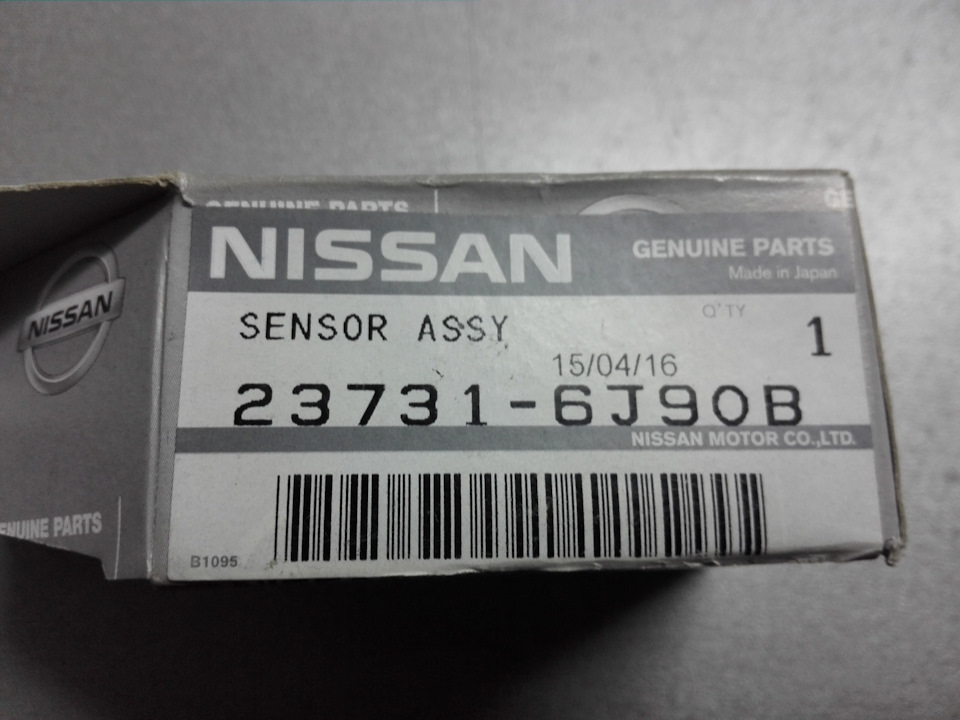 GENUINE PARTS
NISSAN
GENUINE PARTS
Made in Japan
NISSAN
SENSOR ASSY
Q'TY
1
15/04/16
23731-6J90B
NISSAN MOTOR CO.,LTD.
PARTS
B1095